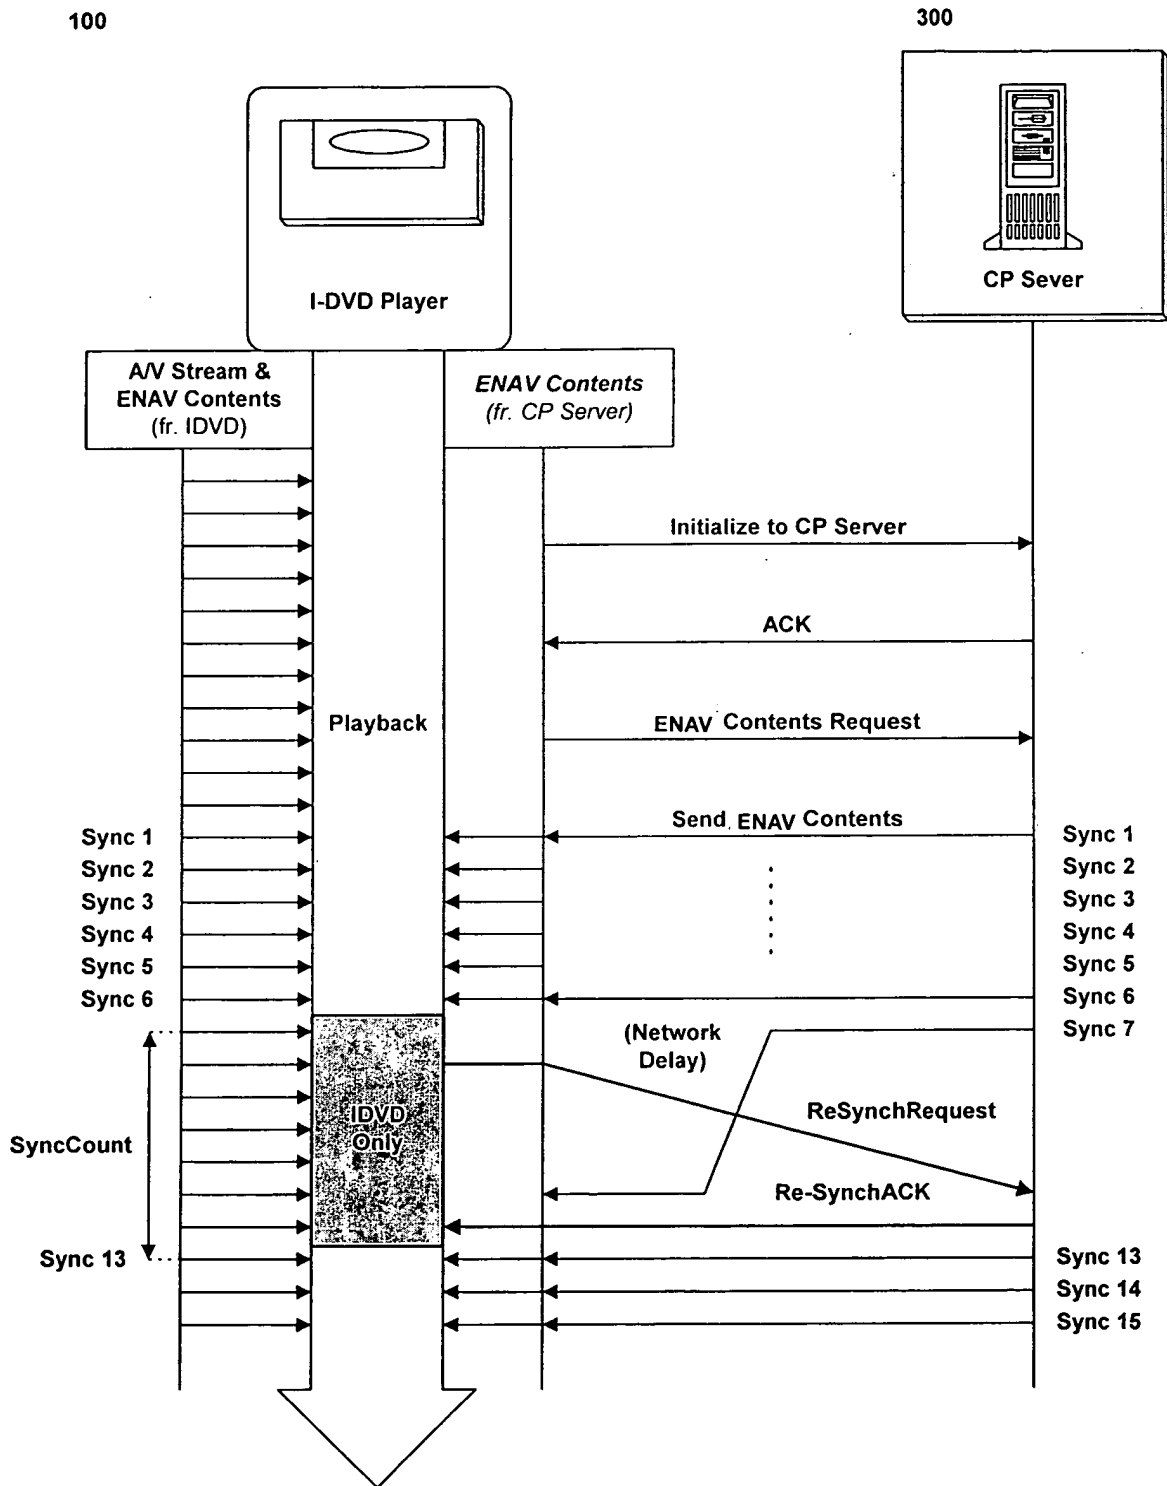 100
300
I-DVD Player
CP Sever
A/V Stream &
ENAV Contents
(fr. IDVD)
ENAV Contents
(fr. CP Server)
Initialize to CP Server
ACK
Playback
ENAV Contents Request
Send ENAV Contents
Sync 1
Sync 2
Sync 3
Sync 4
Sync 5
Sync 6
Sync 1
Sync 2
Sync 3
Sync 4
Sync 5
Sync 6
Sync 7
(Network
Delay)
IDVD
Only
SyncCount
ReSynchRequest
Re-SynchACK
Sync 13
Sync 13
Sync 14
Sync 15